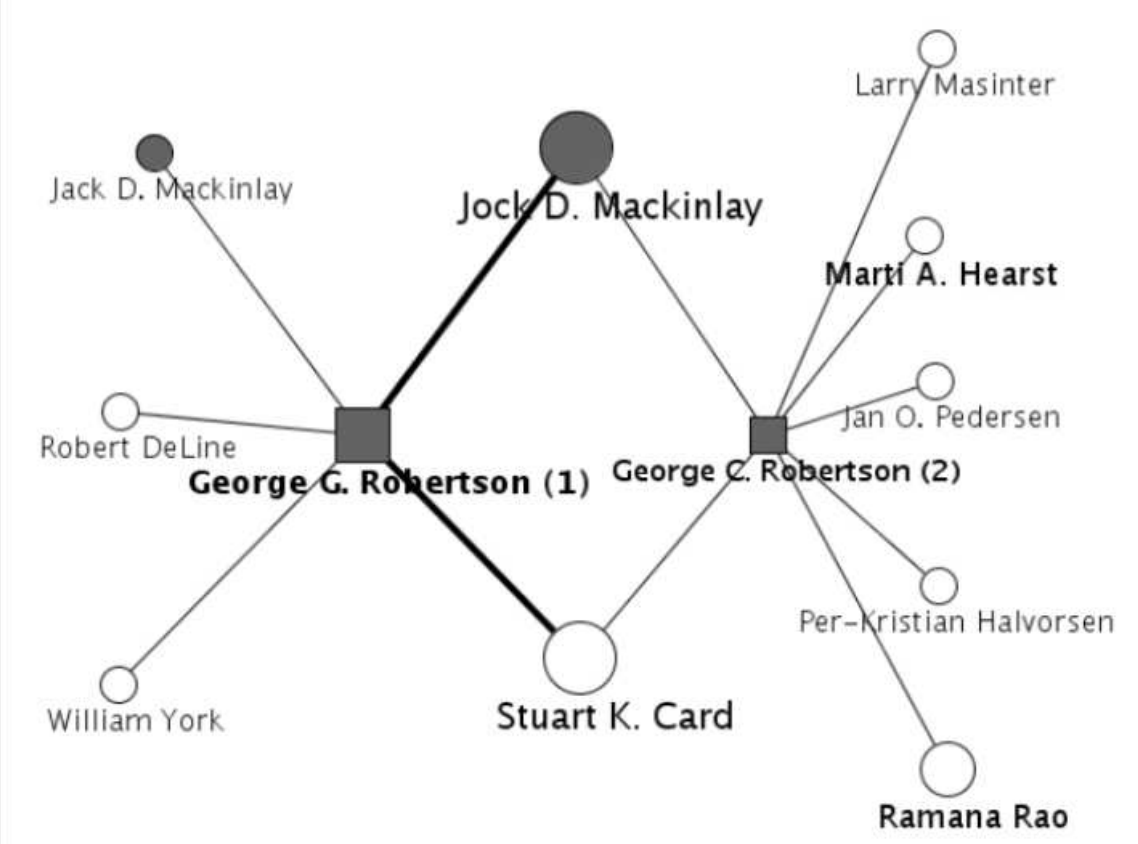 Larry Masinter
Jack D. Mackinlay
Jock D. Mackinlay
Marti A. Hearst
Jan O. Pedersen
Robert DeLine
George G. Robertson (1)
George C. Robertson (2)
Per-Kristian Halvorsen
William York
Stuart K. Card
Ramana Rao